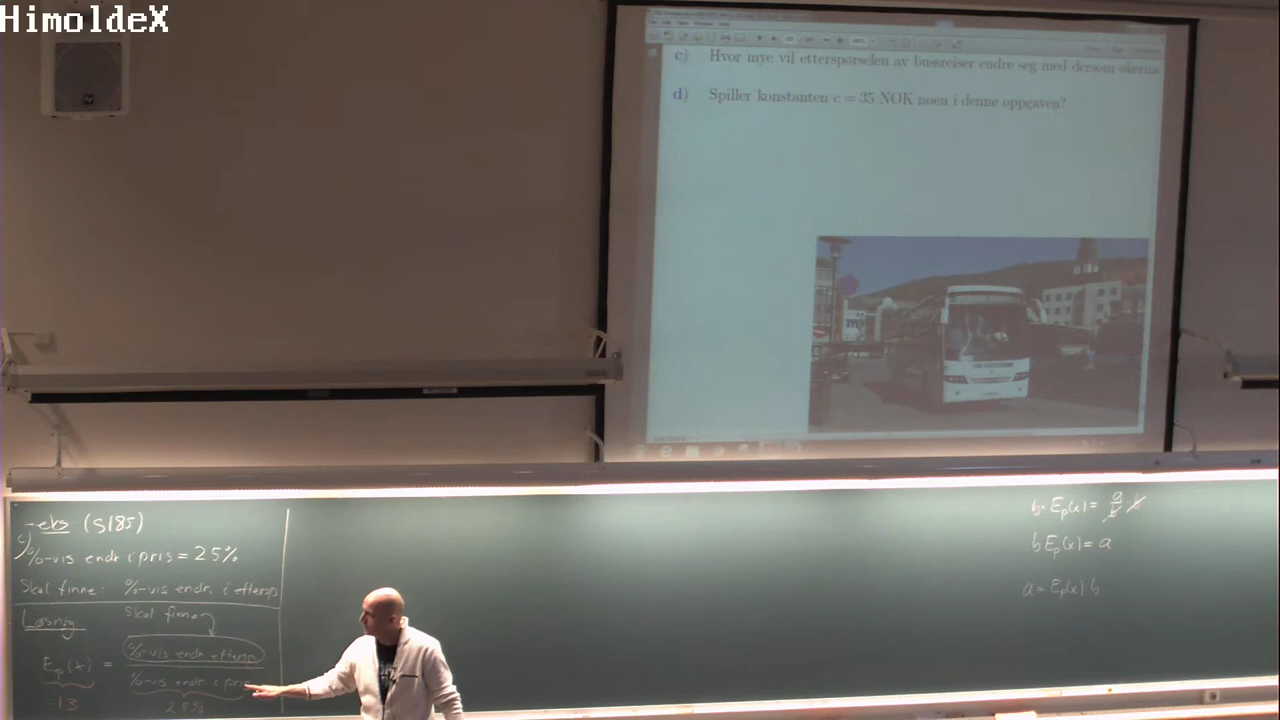 HimoldeX
c) Hvor mye vil etterspørselen av bussreiser endre seg med dersom økerne
d) Spiller konstanten c = 35 NOK noen i denne oppgaven?
-eks (S185)
c) %-vis endr i pris = 25%
Skal finne: %-vis endr. i ettersp
Løsning Skal finne
%-vis endr ettersp
Ep(x) =
%-vis endr i pris
-1.3 25%
b·Ep(x) = a/b b
bEp(x) = a
a = Ep(x) b